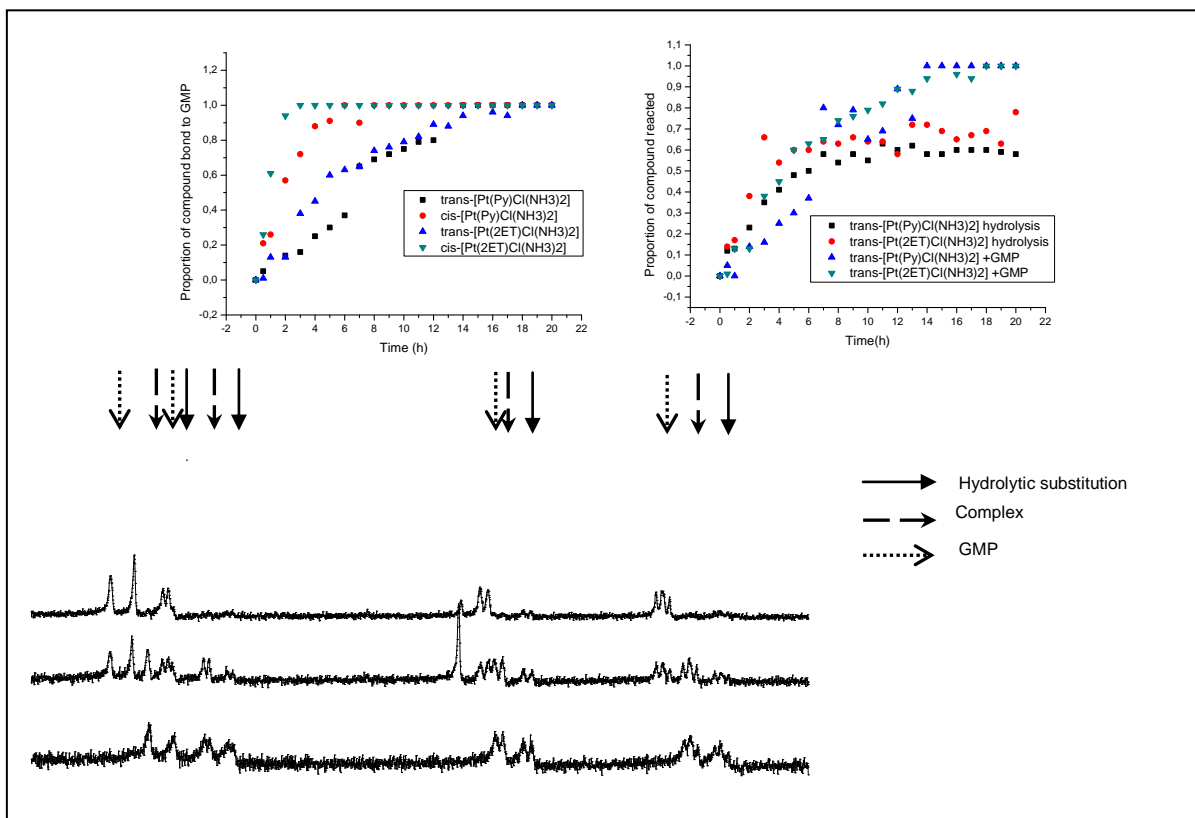 Proportion of compound bond to GMP
1,2
1,0
0,8
0,6
0,4
0,2
0,0
-0,2
-2 0 2 4 6 8 10 12 14 16 18 20 22
Time (h)
trans-[Pt(Py)Cl(NH3)2]
cis-[Pt(Py)Cl(NH3)2]
trans-[Pt(2ET)Cl(NH3)2]
cis-[Pt(2ET)Cl(NH3)2]
Proportion of compound reacted
1,1
1,0
0,9
0,8
0,7
0,6
0,5
0,4
0,3
0,2
0,1
0,0
-0,1
-2 0 2 4 6 8 10 12 14 16 18 20 22
Time(h)
trans-[Pt(Py)Cl(NH3)2] hydrolysis
trans-[Pt(2ET)Cl(NH3)2] hydrolysis
trans-[Pt(Py)Cl(NH3)2] +GMP
trans-[Pt(2ET)Cl(NH3)2] +GMP
Hydrolytic substitution
Complex
GMP